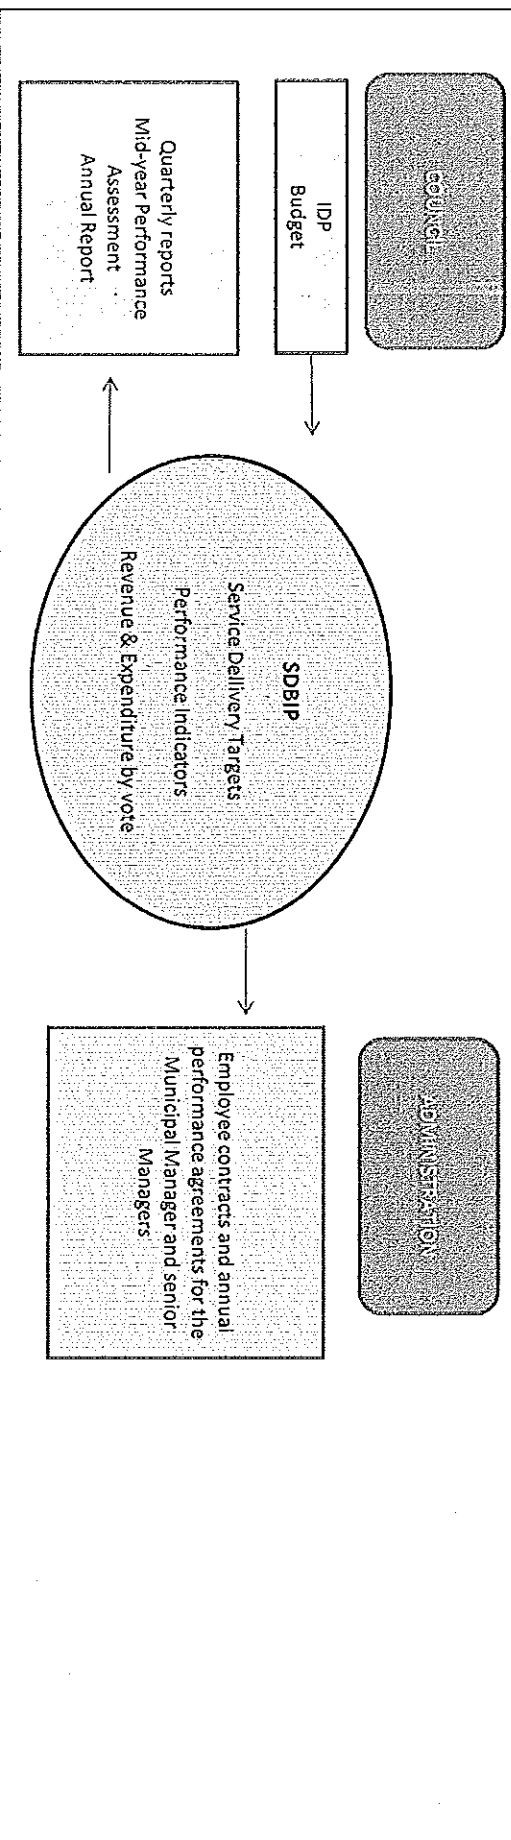 COUNCIL
ADMINISTRATION
IDP
Budget
SDBIP
Service Dellivery Targets
Performance Indicators
Revenue & Expenditure by vote
Employee contracts and annual
performance agreements for the
Municipal Manager and senior
Managers
Quarterly reports
Mid-year Performance
Assessment
Annual Report